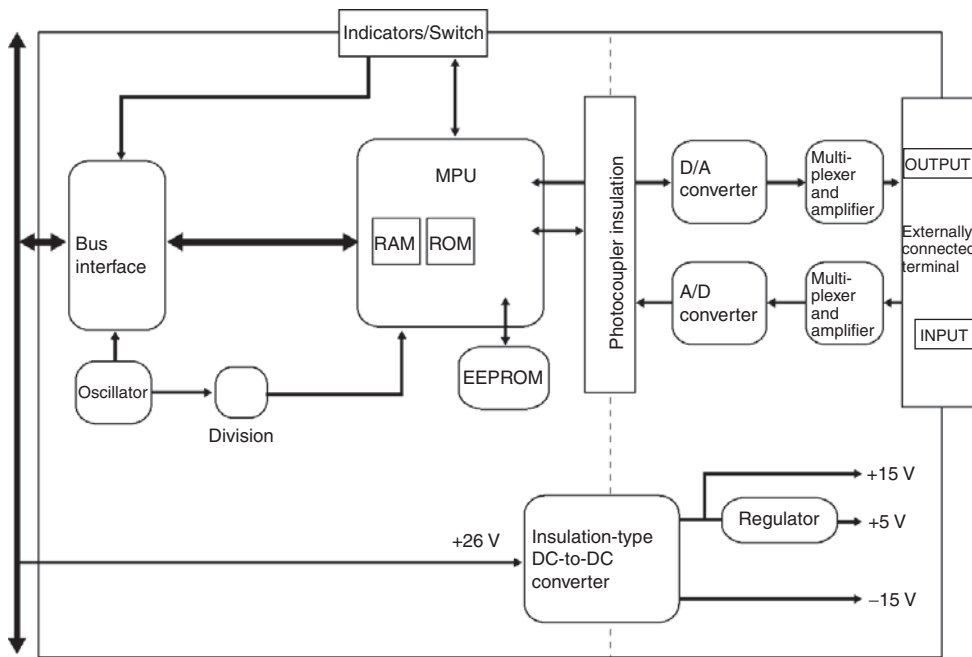 Indicators/Switch
Bus
interface
MPU
RAM
ROM
EEPROM
Oscillator
Division
Photocoupler insulation
D/A
converter
Multi-
plexer
and
amplifier
A/D
converter
Multi-
plexer
and
amplifier
OUTPUT
Externally
connected
terminal
INPUT
+26 V
Insulation-type
DC-to-DC
converter
Regulator
+15 V
+5 V
−15 V